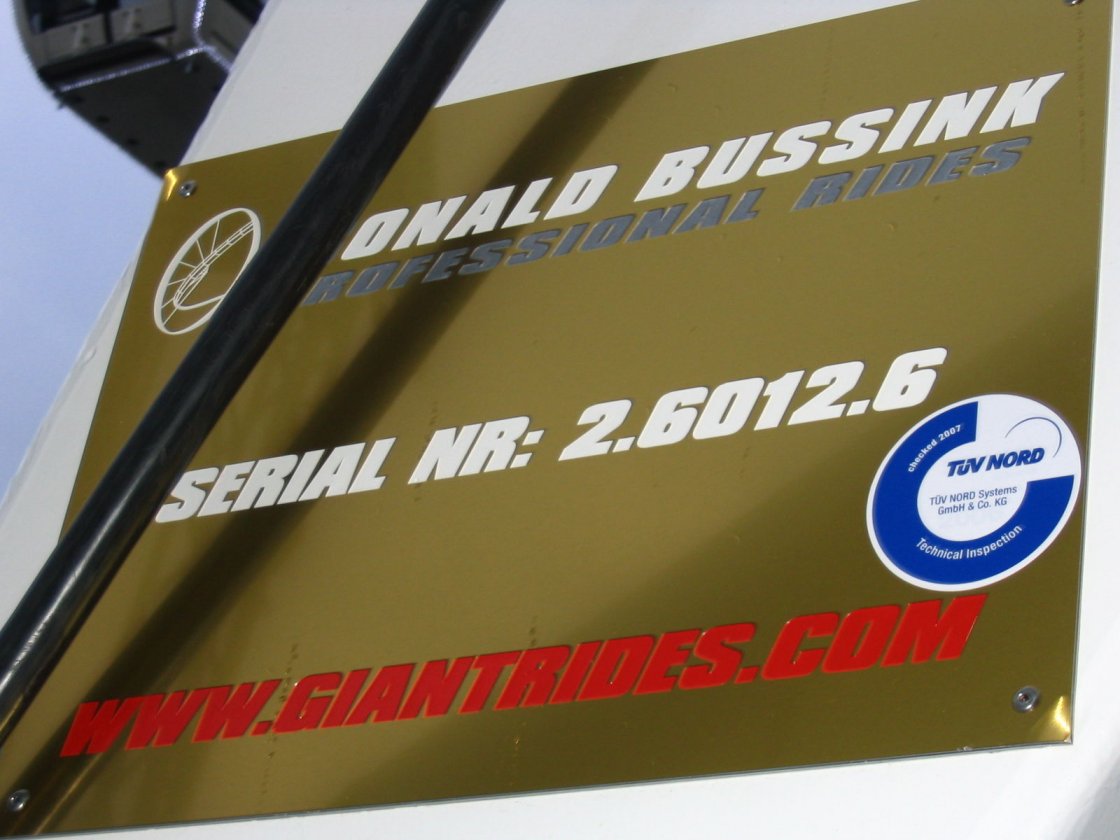 ONALD BUSSINK
ROFESSIONAL RIDES
SERIAL NR: 2.6012.6
checked 2007
TÜV NORD
TÜV NORD Systems
GmbH & Co. KG
Technical Inspection
WWW.GIANTRIDES.COM